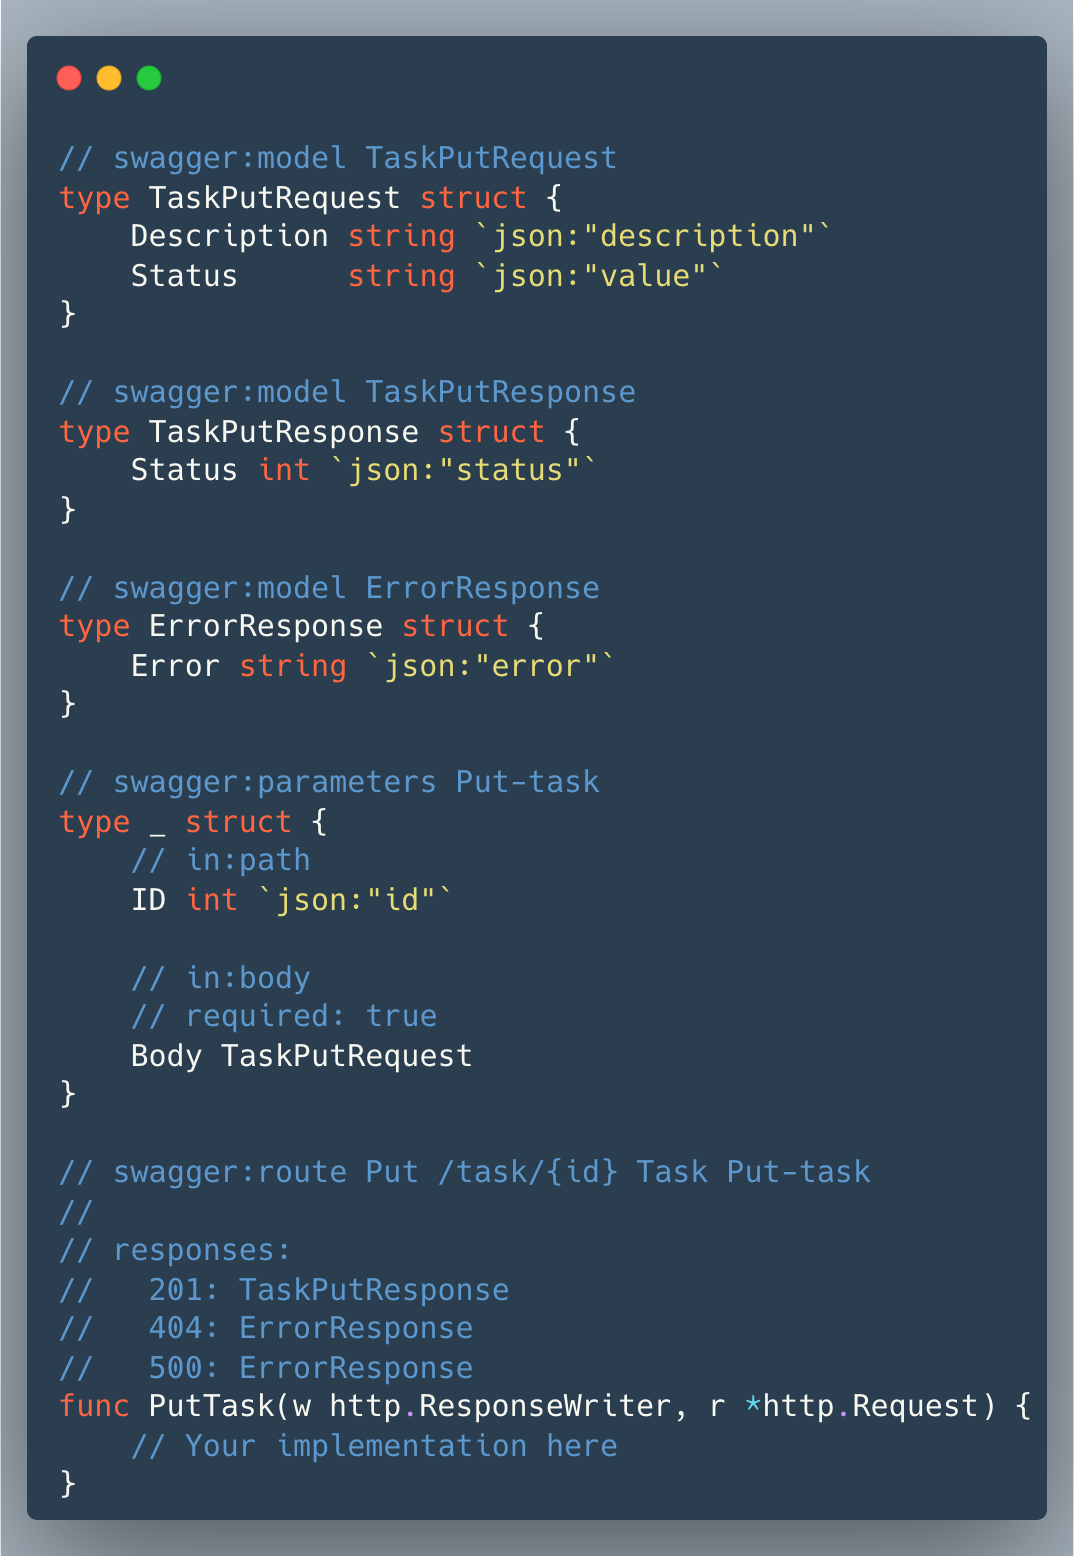 // swagger:model TaskPutRequest
type TaskPutRequest struct {
    Description string `json:"description"`
    Status      string `json:"value"`
}

// swagger:model TaskPutResponse
type TaskPutResponse struct {
    Status int `json:"status"`
}

// swagger:model ErrorResponse
type ErrorResponse struct {
    Error string `json:"error"`
}

// swagger:parameters Put-task
type _ struct {
    // in:path
    ID int `json:"id"`

    // in:body
    // required: true
    Body TaskPutRequest
}

// swagger:route Put /task/{id} Task Put-task
//
// responses:
//   201: TaskPutResponse
//   404: ErrorResponse
//   500: ErrorResponse
func PutTask(w http.ResponseWriter, r *http.Request) {
    // Your implementation here
}